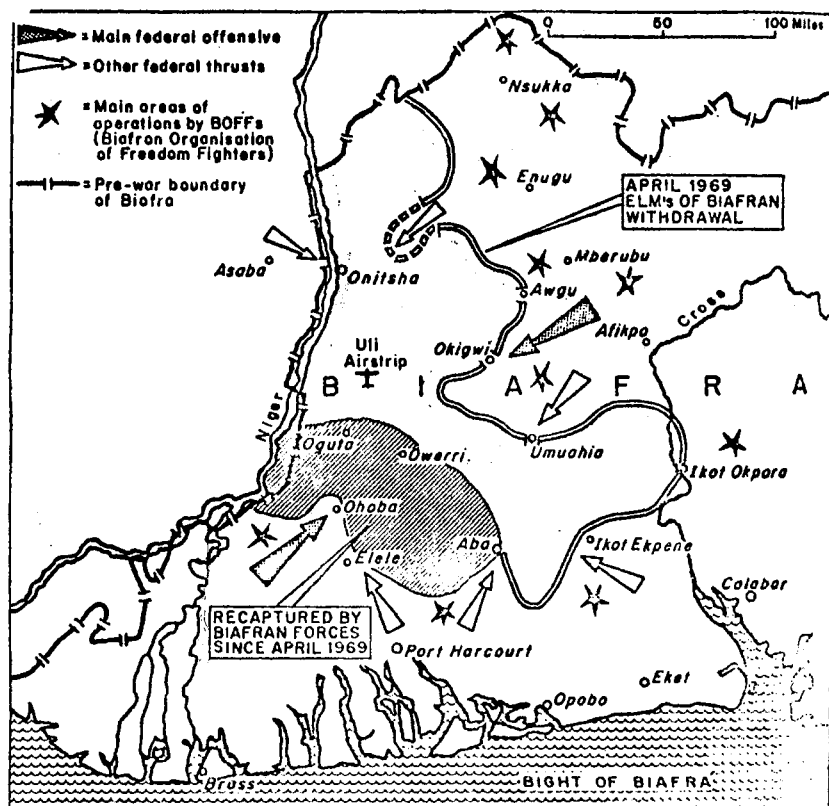 0 50 100 Miles
= Main federal offensive
= Other federal thrusts
= Main areas of
operations by BOFFs
(Biafran Organisation
of Freedom Fighters)
= Pre-war boundary
of Biafra
Nsukka
Enugu
APRIL 1969
ELM's OF BIAFRAN
WITHDRAWAL
Asaba
Onitsha
Mberubu
Awgu
Cross
Afikpo
Okigwi
Uli
Airstrip
B I A F R A
Niger
Oguta
Owerri
Umuahia
Ikot Okpora
Ohoba
Aba
Ikot Ekpene
Elele
Calabar
RECAPTURED BY
BIAFRAN FORCES
SINCE APRIL 1969
Port Harcourt
Eket
Opobo
Brass
BIGHT OF BIAFRA